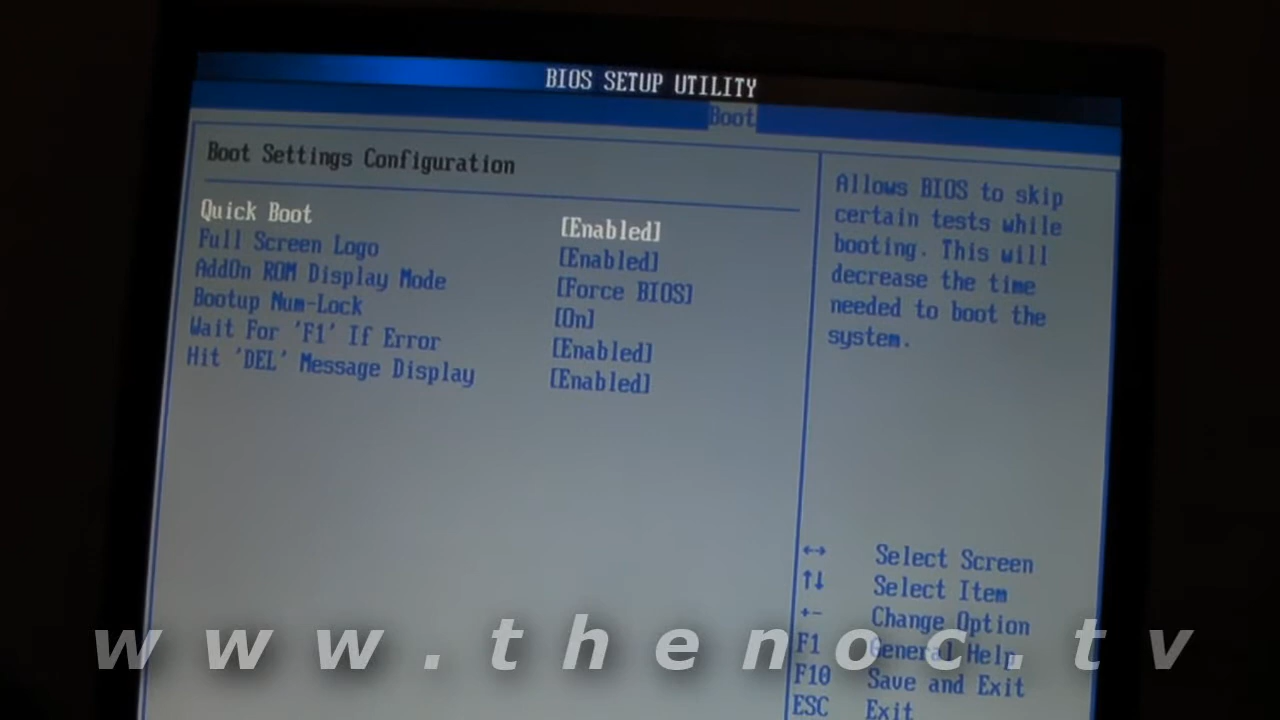 BIOS SETUP UTILITY
Boot
Boot Settings Configuration
Quick Boot [Enabled]
Full Screen Logo [Enabled]
AddOn ROM Display Mode [Force BIOS]
Bootup Num-Lock [On]
Wait For 'F1' If Error [Enabled]
Hit 'DEL' Message Display [Enabled]
Allows BIOS to skip
certain tests while
booting. This will
decrease the time
needed to boot the
system.
↔ Select Screen
↑↓ Select Item
+- Change Option
F1 General Help
F10 Save and Exit
ESC Exit
www.thenoc.tv